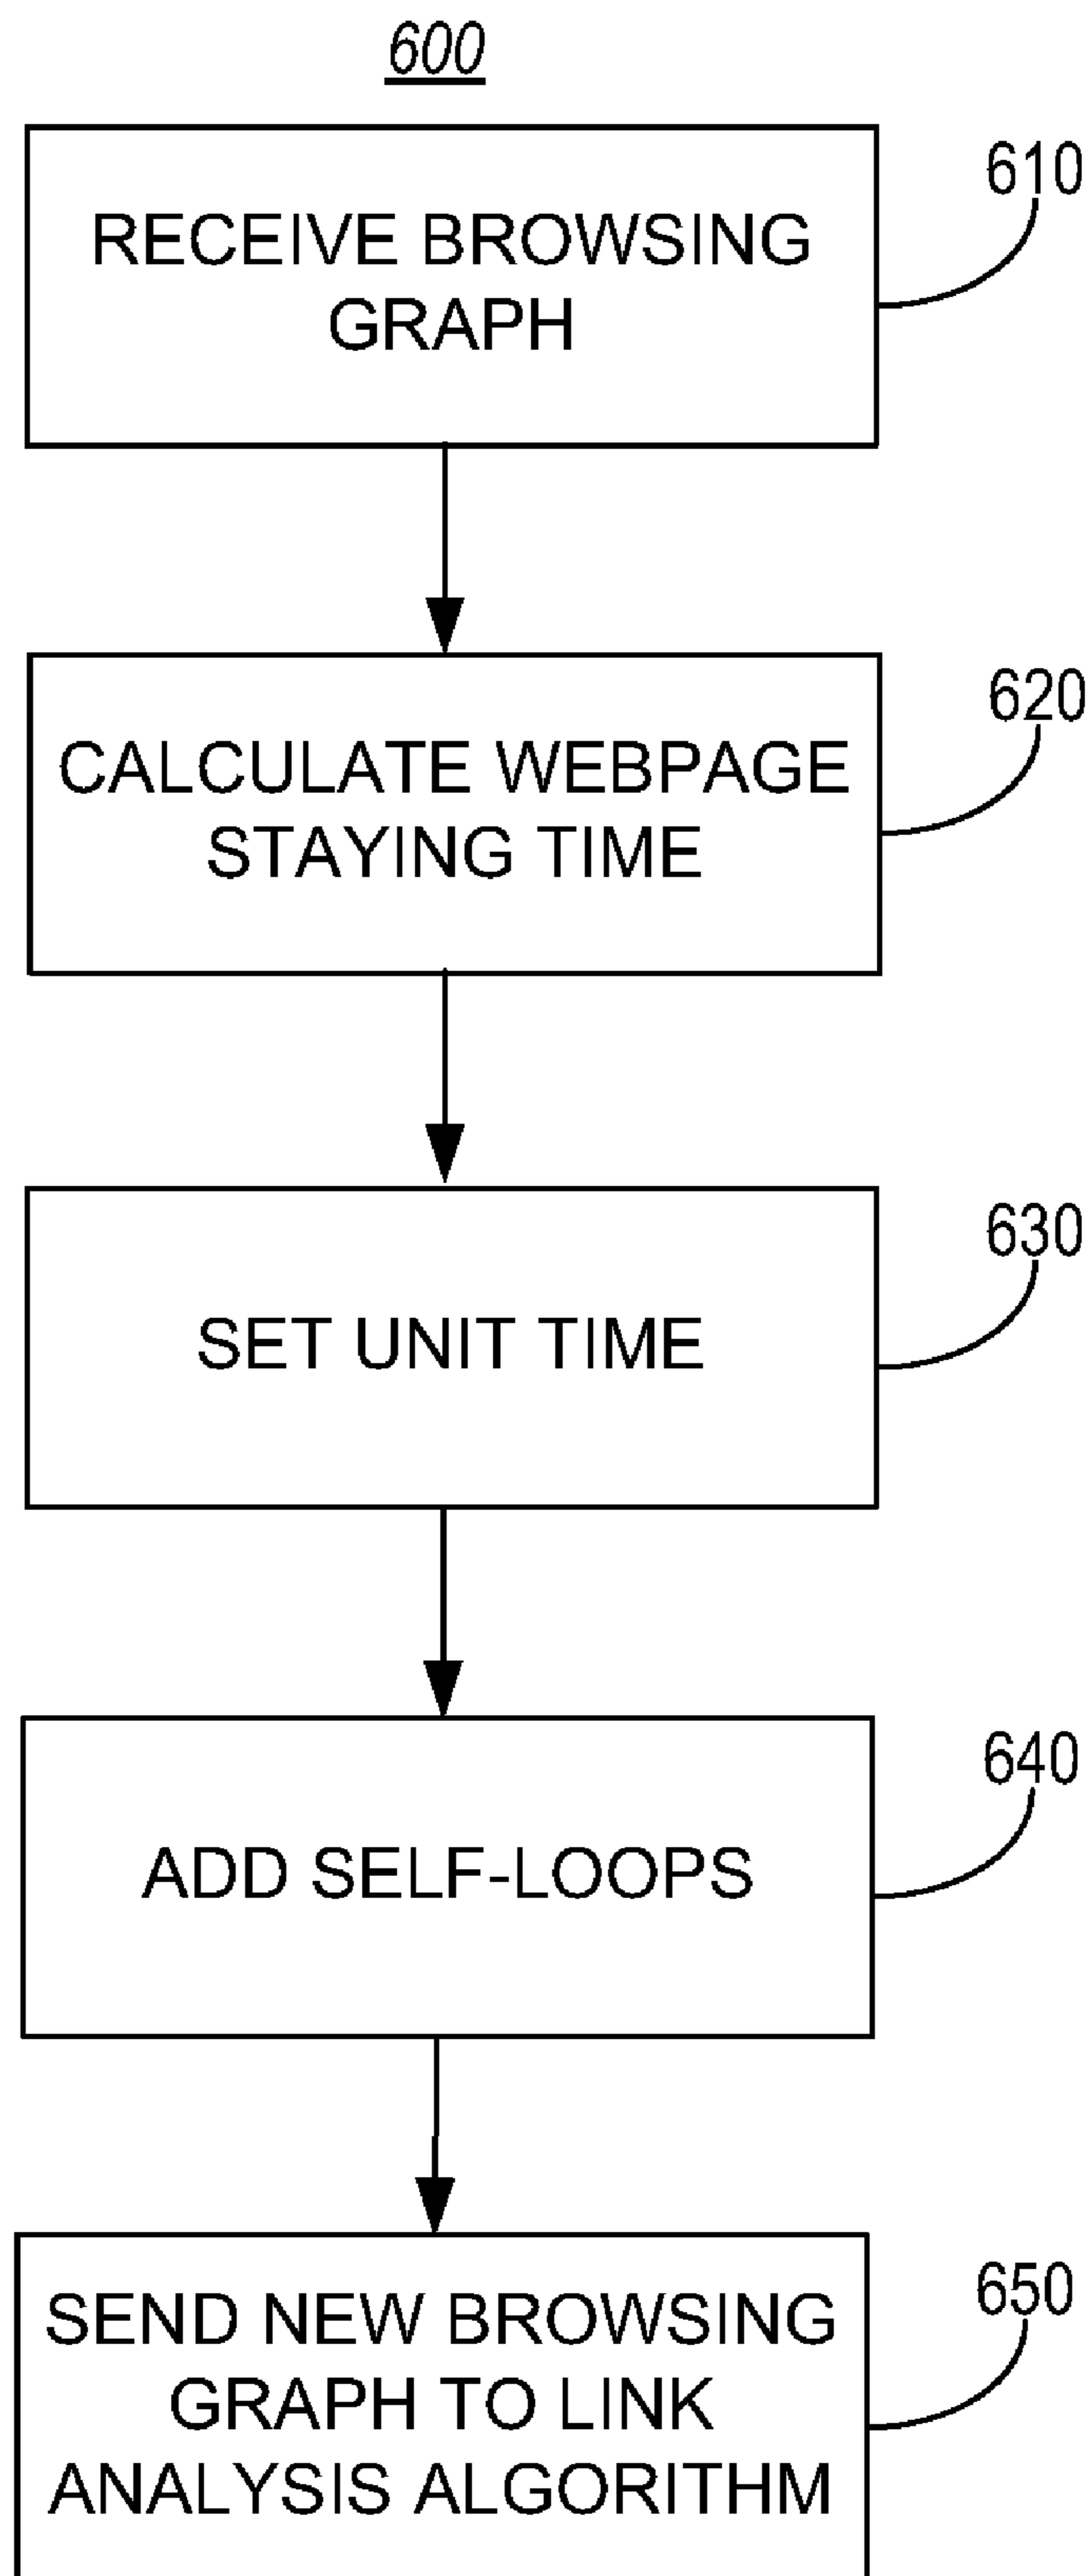 600
610
RECEIVE BROWSING
GRAPH
620
CALCULATE WEBPAGE
STAYING TIME
630
SET UNIT TIME
640
ADD SELF-LOOPS
650
SEND NEW BROWSING
GRAPH TO LINK
ANALYSIS ALGORITHM